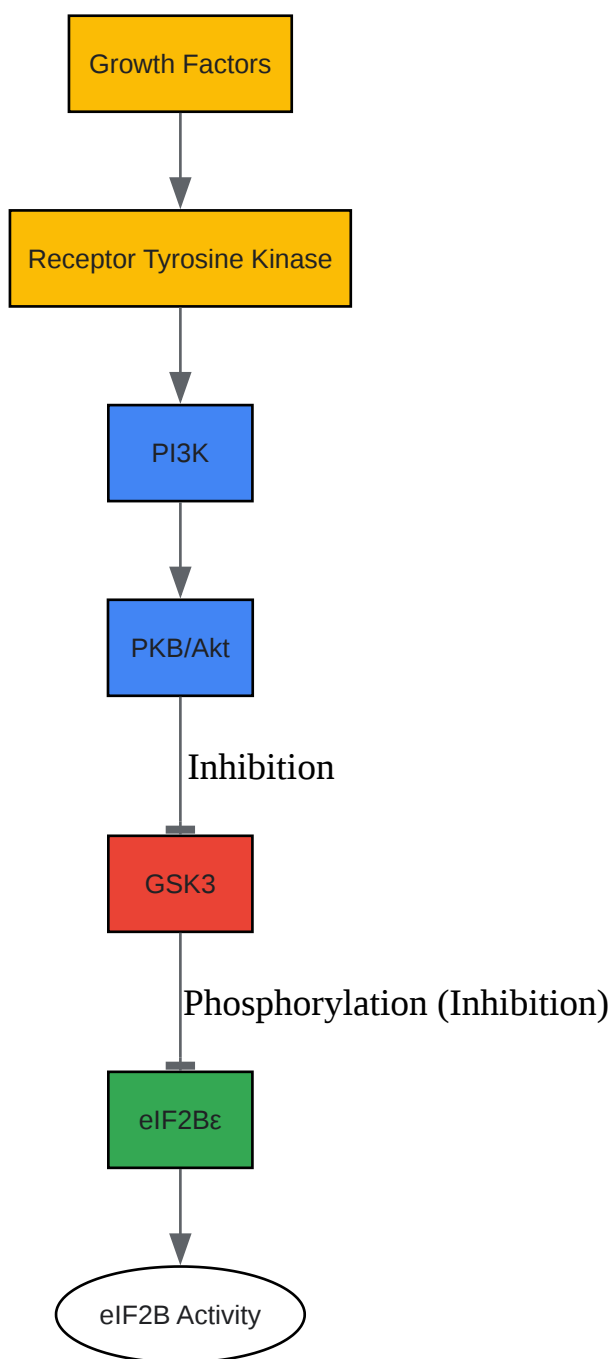 Growth Factors
Receptor Tyrosine Kinase
PI3K
PKB/Akt
Inhibition
GSK3
Phosphorylation (Inhibition)
eIF2Bε
eIF2B Activity